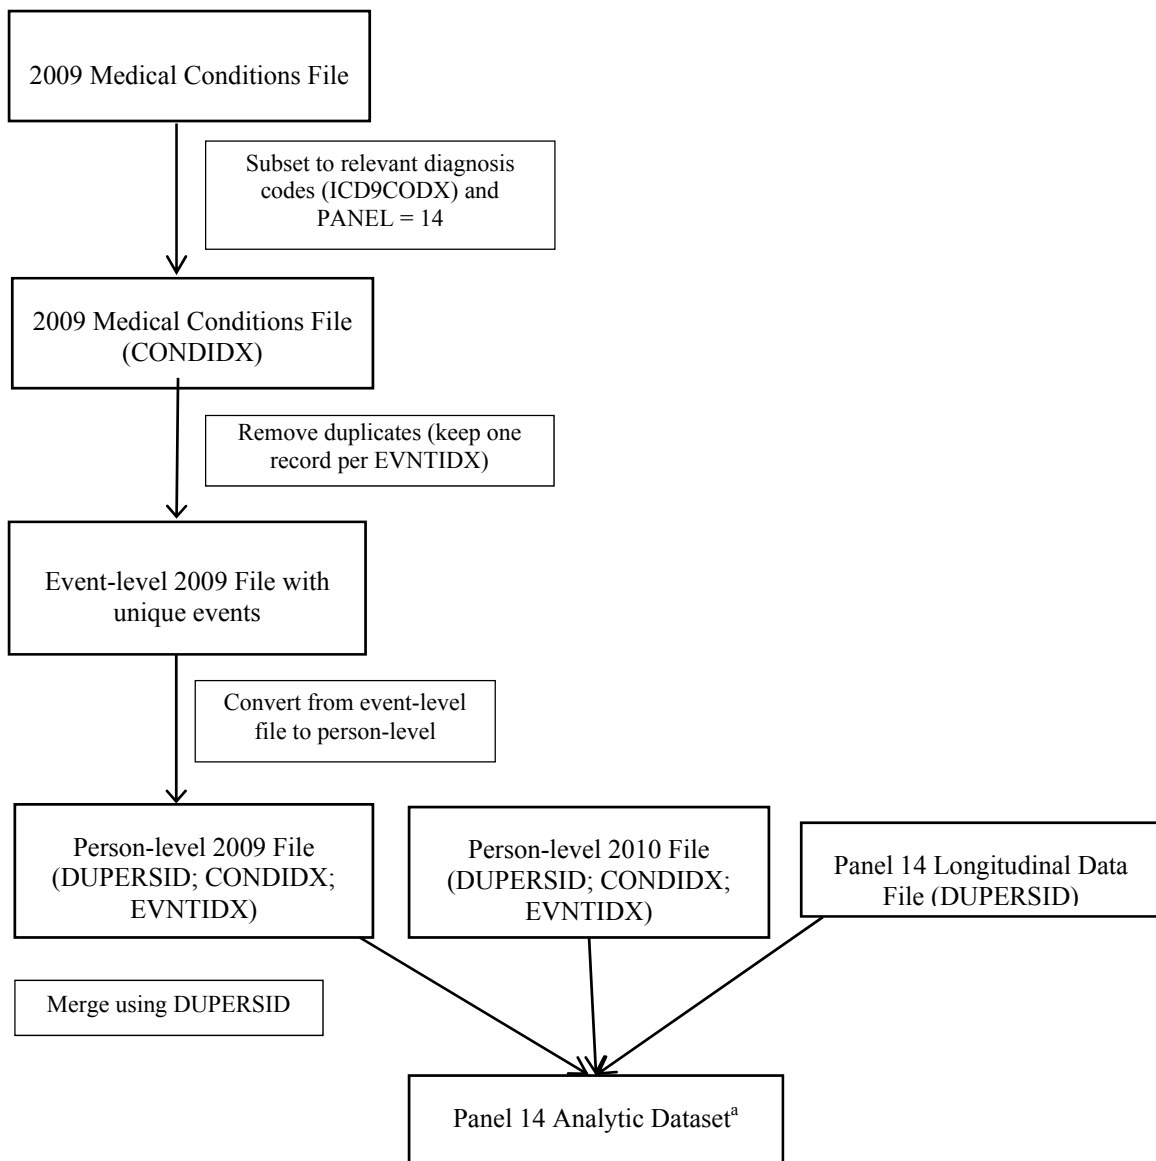 2009 Medical Conditions File
Subset to relevant diagnosis
codes (ICD9CODX) and
PANEL = 14
2009 Medical Conditions File
(CONDIDX)
Remove duplicates (keep one
record per EVNTIDX)
Event-level 2009 File with
unique events
Convert from event-level
file to person-level
Person-level 2009 File
(DUPERSID; CONDIDX;
EVNTIDX)
Person-level 2010 File
(DUPERSID; CONDIDX;
EVNTIDX)
Panel 14 Longitudinal Data
File (DUPERSID)
Merge using DUPERSID
Panel 14 Analytic Datasetᵃ